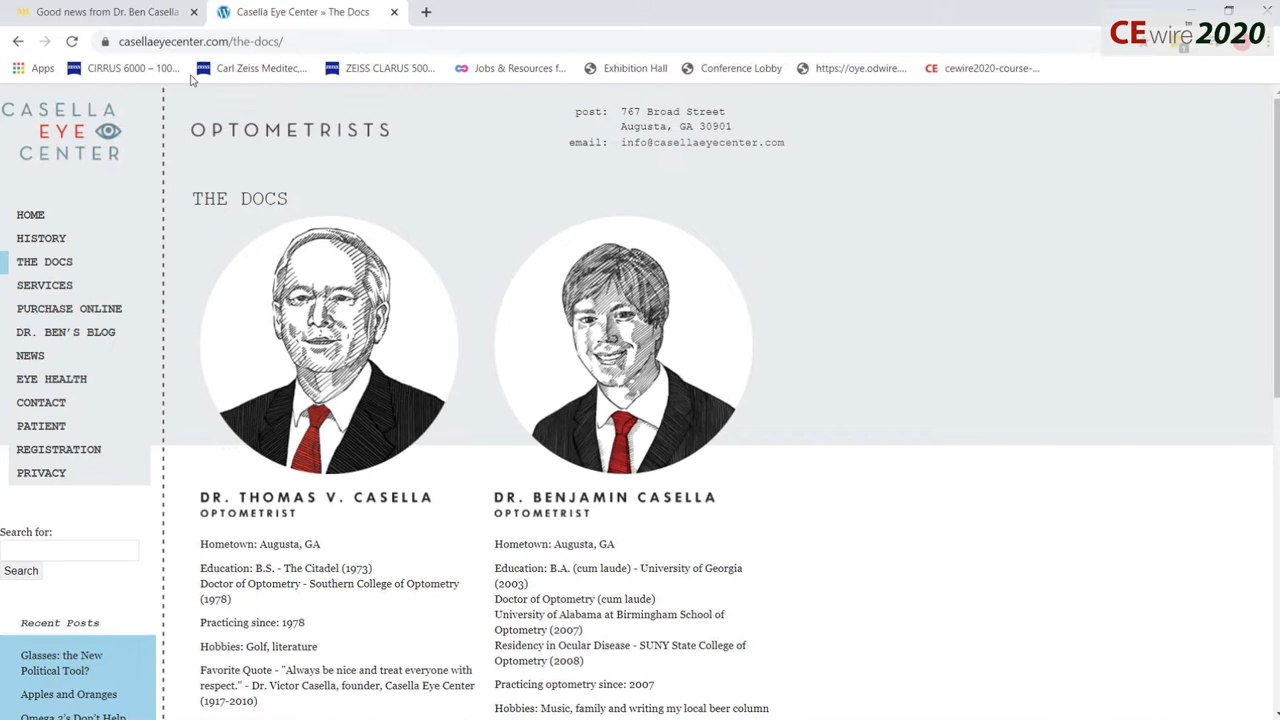 Good news from Dr. Ben Casella
Casella Eye Center » The Docs
CEwire™2020
casellaeyecenter.com/the-docs/
Apps
CIRRUS 6000 – 100...
Carl Zeiss Meditec,...
ZEISS CLARUS 500...
Jobs & Resources f...
Exhibition Hall
Conference Lobby
https://oye.odwire....
CE
cewire2020-course-...
CASELLA
EYE
CENTER
OPTOMETRISTS
post: 767 Broad Street
Augusta, GA 30901
email: info@casellaeyecenter.com
HOME
HISTORY
THE DOCS
SERVICES
PURCHASE ONLINE
DR. BEN'S BLOG
NEWS
EYE HEALTH
CONTACT
PATIENT
REGISTRATION
PRIVACY
Search for:
Search
Recent Posts
Glasses: the New
Political Tool?
Apples and Oranges
Omega 3's Don't Help
THE DOCS
DR. THOMAS V. CASELLA
OPTOMETRIST
Hometown: Augusta, GA
Education: B.S. - The Citadel (1973)
Doctor of Optometry - Southern College of Optometry
(1978)
Practicing since: 1978
Hobbies: Golf, literature
Favorite Quote - "Always be nice and treat everyone with
respect." - Dr. Victor Casella, founder, Casella Eye Center
(1917-2010)
DR. BENJAMIN CASELLA
OPTOMETRIST
Hometown: Augusta, GA
Education: B.A. (cum laude) - University of Georgia
(2003)
Doctor of Optometry (cum laude)
University of Alabama at Birmingham School of
Optometry (2007)
Residency in Ocular Disease - SUNY State College of
Optometry (2008)
Practicing optometry since: 2007
Hobbies: Music, family and writing my local beer column